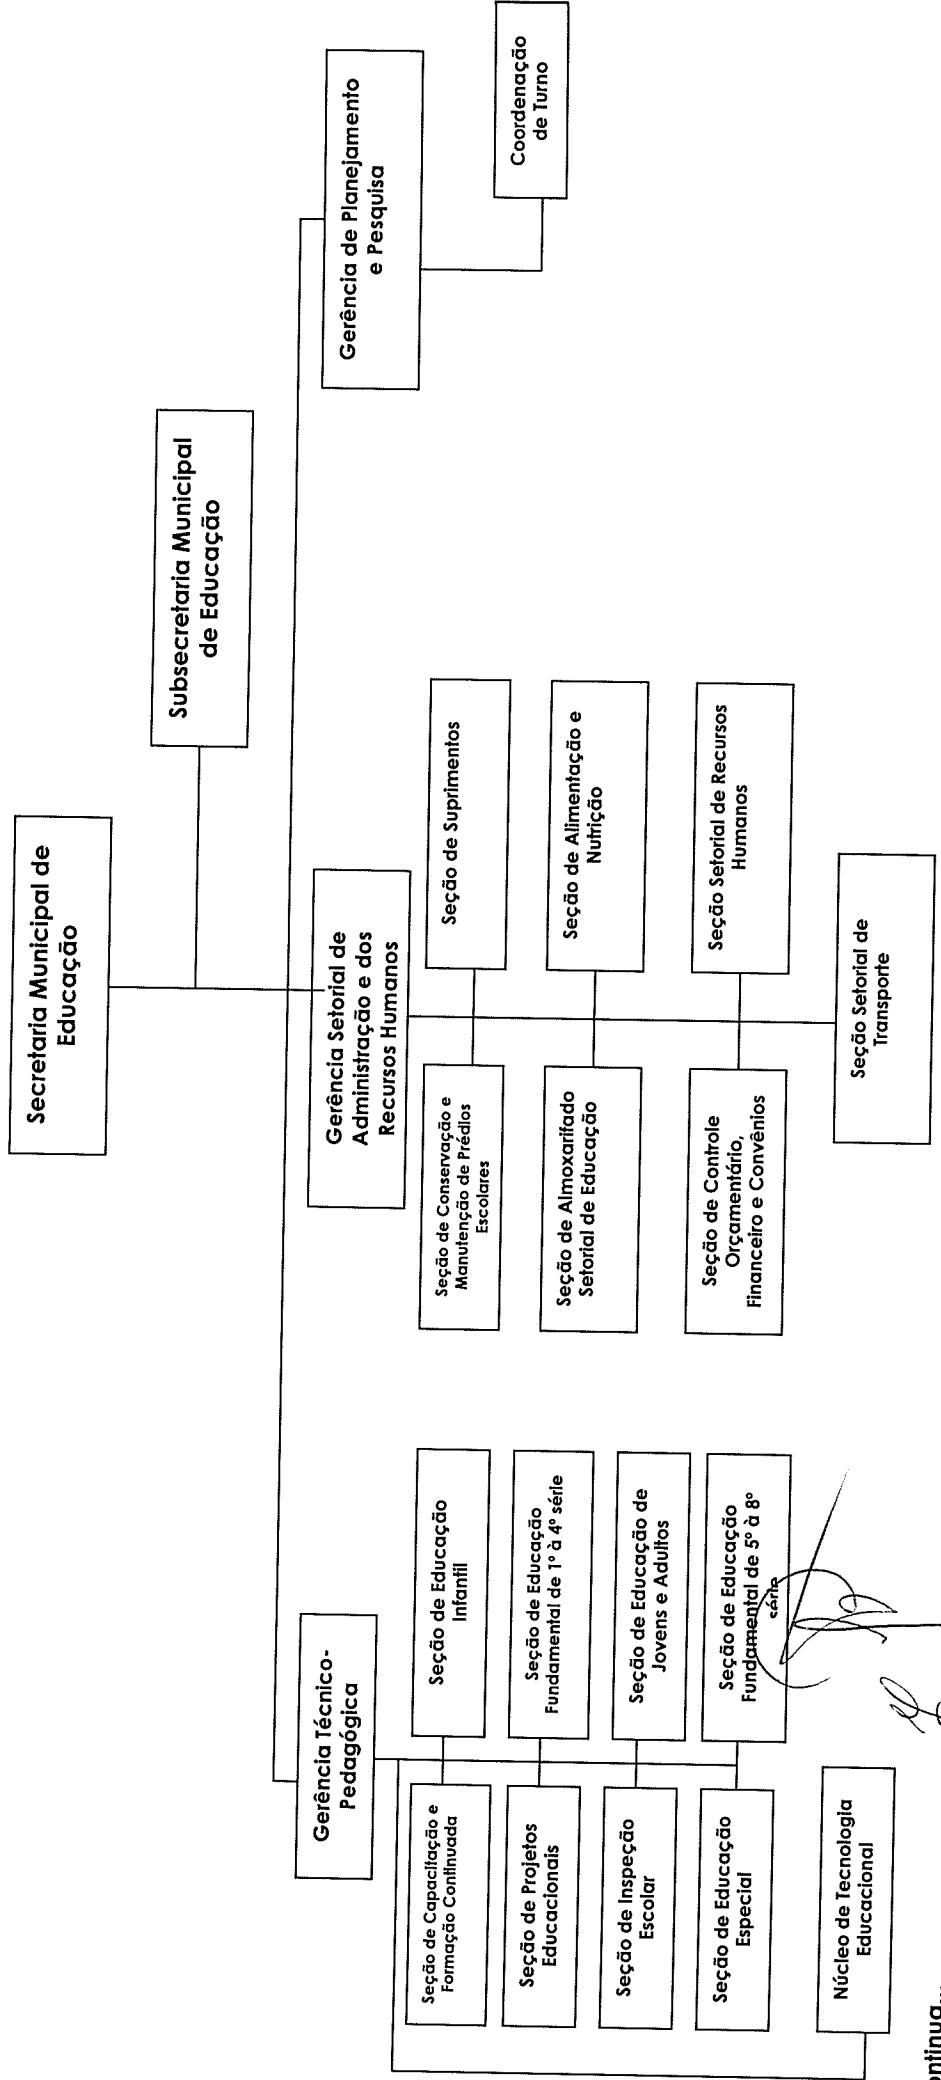 Secretaria Municipal de
Educação
Subsecretaria Municipal
de Educação
Gerência Técnico-
Pedagógica
Gerência Setorial de
Administração e dos
Recursos Humanos
Gerência de Planejamento
e Pesquisa
Seção de Capacitação e
Formação Continuada
Seção de Educação
Infantil
Seção de Projetos
Educacionais
Seção de Educação
Fundamental de 1º à 4º série
Seção de Inspeção
Escolar
Seção de Educação de
Jovens e Adultos
Seção de Educação
Especial
Seção de Educação
Fundamental de 5º à 8º
série
Núcleo de Tecnologia
Educacional
Seção de Conservação e
Manutenção de Prédios
Escolares
Seção de Suprimentos
Seção de Almoxarifado
Setorial de Educação
Seção de Alimentação e
Nutrição
Seção de Controle
Orçamentário,
Financeiro e Convênios
Seção Setorial de Recursos
Humanos
Seção Setorial de
Transporte
Coordenação
de Turno
ontinua...